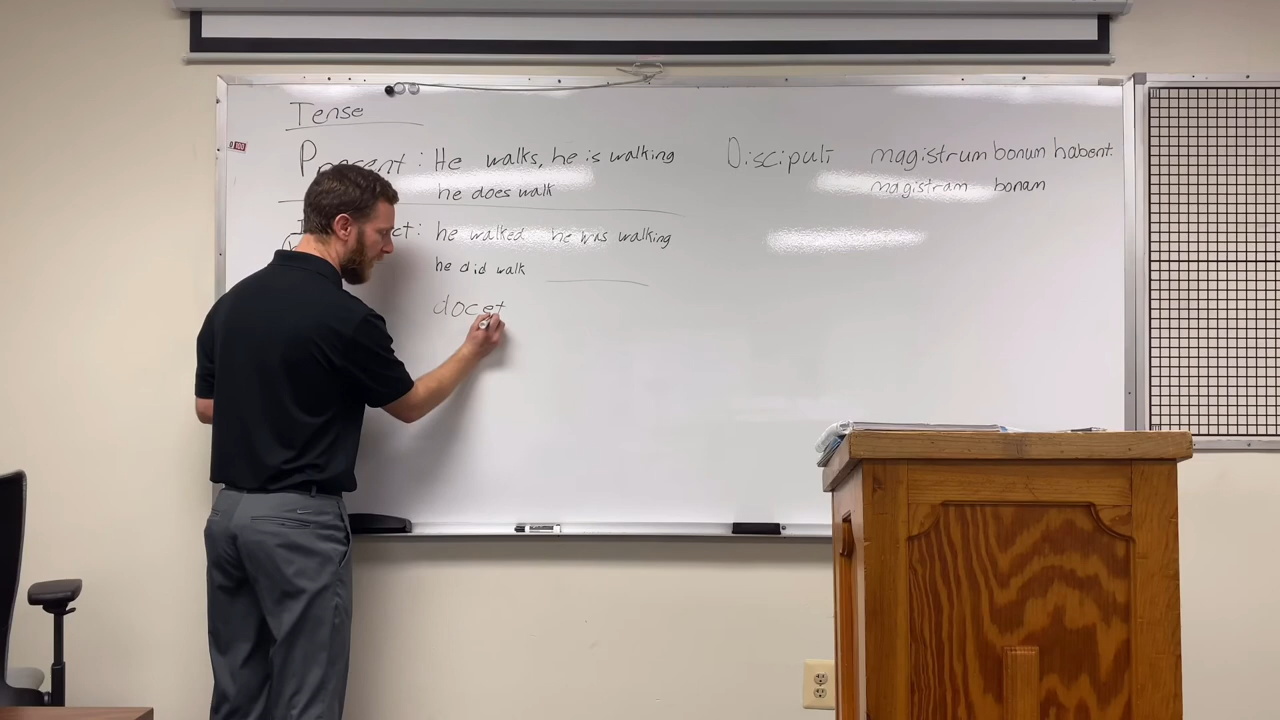 Tense
Present: He walks, he is walking
he does walk
he walked he was walking
he did walk
docet
Discipuli magistrum bonum habent.
magistram bonam